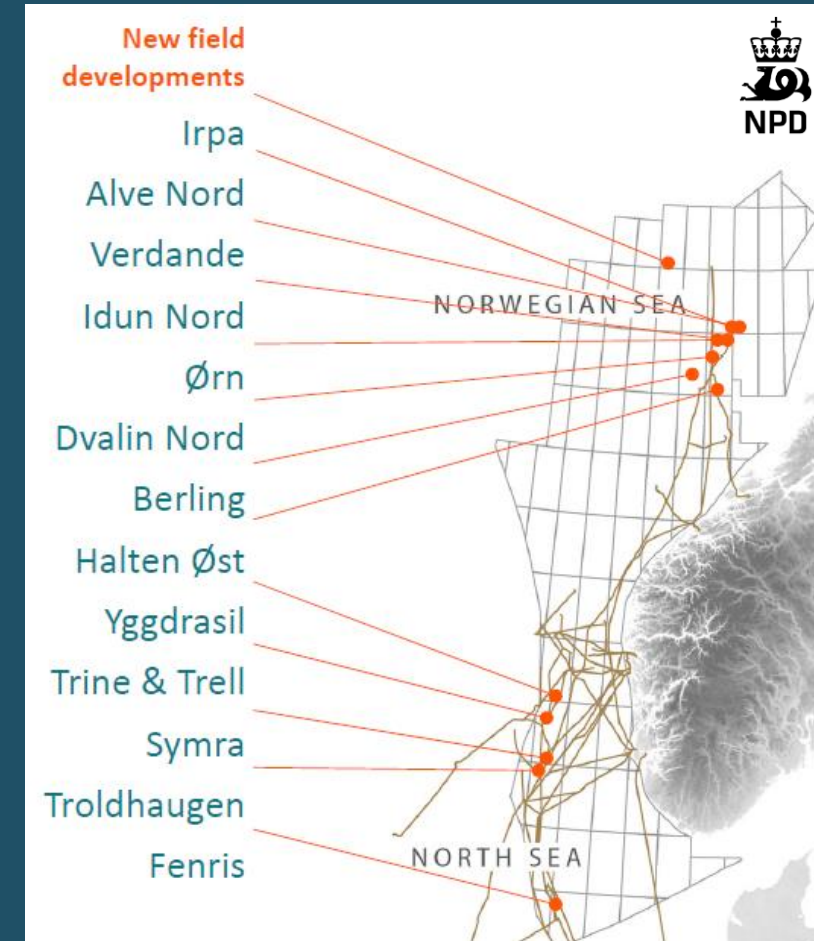 New field
developments
NPD
Irpa
Alve Nord
Verdande
NORWEGIAN SEA
Idun Nord
Ørn
Dvalin Nord
Berling
Halten Øst
Yggdrasil
Trine & Trell
Symra
Troldhaugen
NORTH SEA
Fenris